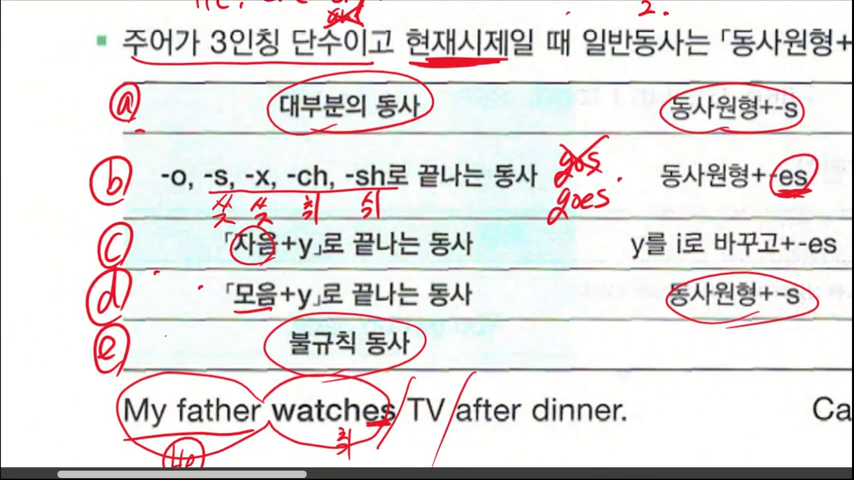 2.
주어가 3인칭 단수이고 현재시제일 때 일반동사는 「동사원형+
ⓐ 대부분의 동사 동사원형+-s
ⓑ -o, -s, -x, -ch, -sh로 끝나는 동사 gos goes 동사원형+-es
ⓒ 「자음+y」로 끝나는 동사 y를 i로 바꾸고+-es
ⓓ 「모음+y」로 끝나는 동사 동사원형+-s
ⓔ 불규칙 동사
My father watches / TV / after dinner. Ca
He